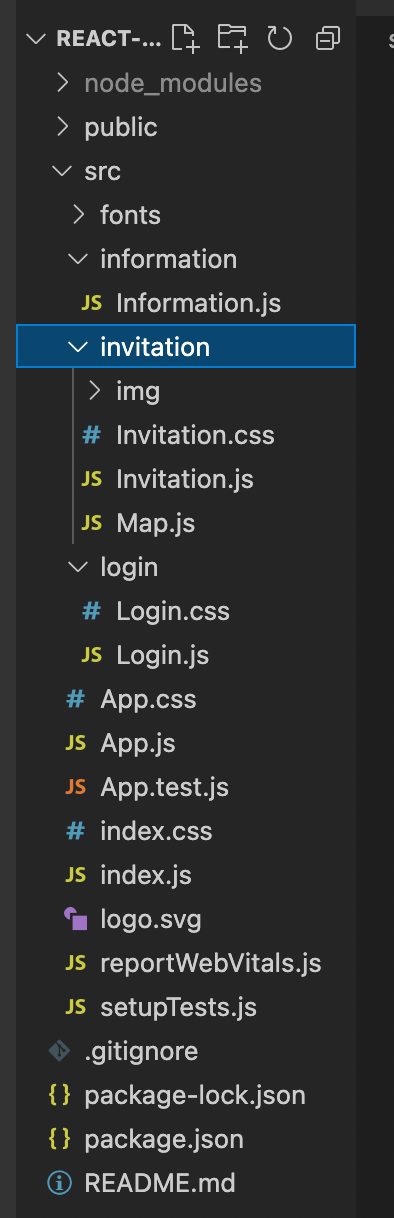 REACT-...
node_modules
public
src
fonts
information
JS Information.js
invitation
img
# Invitation.css
JS Invitation.js
JS Map.js
login
# Login.css
JS Login.js
# App.css
JS App.js
JS App.test.js
# index.css
JS index.js
logo.svg
JS reportWebVitals.js
JS setupTests.js
.gitignore
{} package-lock.json
{} package.json
README.md